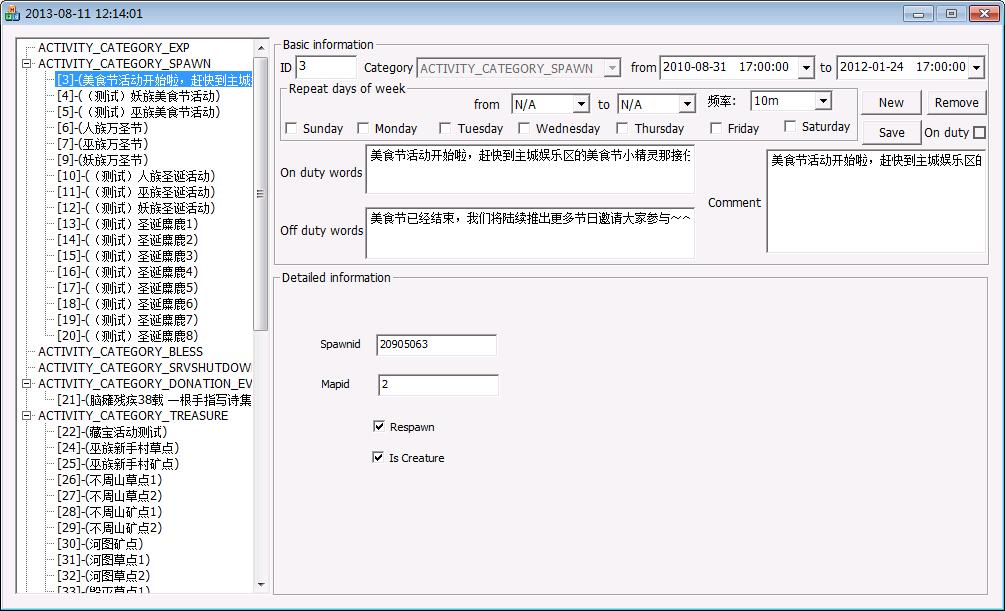 2013-08-11 12:14:01
ACTIVITY_CATEGORY_EXP
ACTIVITY_CATEGORY_SPAWN
[3]-(美食节活动开始啦，赶快到主城
[4]-(（测试）妖族美食节活动)
[5]-(（测试）巫族美食节活动)
[6]-(人族万圣节)
[7]-(巫族万圣节)
[9]-(妖族万圣节)
[10]-(（测试）人族圣诞活动)
[11]-(（测试）巫族圣诞活动)
[12]-(（测试）妖族圣诞活动)
[13]-(（测试）圣诞麋鹿1)
[14]-(（测试）圣诞麋鹿2)
[15]-(（测试）圣诞麋鹿3)
[16]-(（测试）圣诞麋鹿4)
[17]-(（测试）圣诞麋鹿5)
[18]-(（测试）圣诞麋鹿6)
[19]-(（测试）圣诞麋鹿7)
[20]-(（测试）圣诞麋鹿8)
ACTIVITY_CATEGORY_BLESS
ACTIVITY_CATEGORY_SRVSHUTDOW
ACTIVITY_CATEGORY_DONATION_EV
[21]-(脑瘫残疾38载 一根手指写诗集
ACTIVITY_CATEGORY_TREASURE
[22]-(藏宝活动测试)
[24]-(巫族新手村草点)
[25]-(巫族新手村矿点)
[26]-(不周山草点1)
[27]-(不周山草点2)
[28]-(不周山矿点1)
[29]-(不周山矿点2)
[30]-(河图矿点)
[31]-(河图草点1)
[32]-(河图草点2)
Basic information
ID 3 Category ACTIVITY_CATEGORY_SPAWN from 2010-08-31 17:00:00 to 2012-01-24 17:00:00
Repeat days of week
from N/A to N/A 频率: 10m New Remove
Sunday Monday Tuesday Wednesday Thursday Friday Saturday Save On duty
On duty words 美食节活动开始啦，赶快到主城娱乐区的美食节小精灵那接
Off duty words 美食节已经结束，我们将陆续推出更多节日邀请大家参与~~
Comment 美食节活动开始啦，赶快到主城娱乐区
Detailed information
Spawnid 20905063
Mapid 2
Respawn
Is Creature